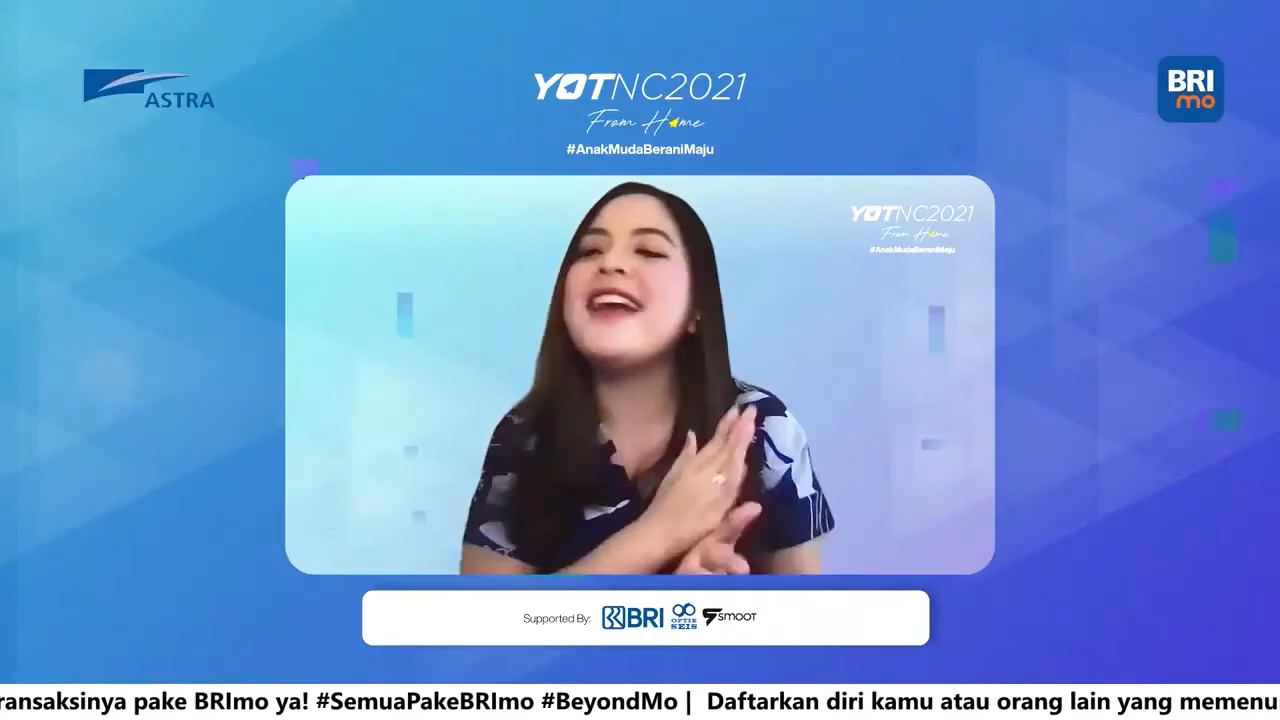 ASTRA
YOTNC2021
From Home
#AnakMudaBeraniMaju
BRI
mo
YOTNC2021
From Home
#AnakMudaBeraniMaju
Supported By:
BRI
OPTIK
SEIS
SMOOT
ransaksinya pake BRImo ya! #SemuaPakeBRImo #BeyondMo | Daftarkan diri kamu atau orang lain yang memenu